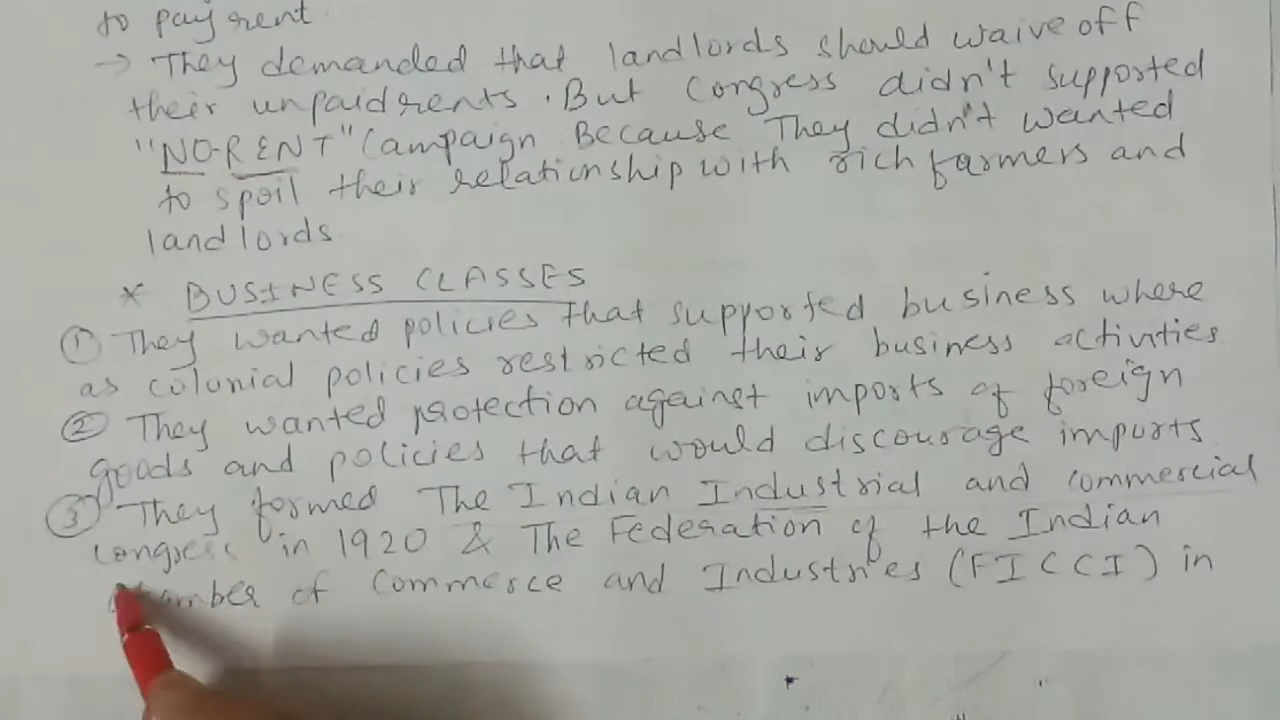 to pay rent
→ They demanded that landlords should waive off
their unpaid rents. But Congress didn't supported
"NO-RENT" Campaign Because They didn't wanted
to spoil their relationship with rich farmers and
landlords
* BUSINESS CLASSES
① They wanted policies that supported business where
as colonial policies restricted their business activities
② They wanted protection against imports of foreign
goods and policies that would discourage imports
③ They formed The Indian Industrial and commercial
Congress in 1920 & The Federation of the Indian
chamber of Commerce and Industries (FICCI) in